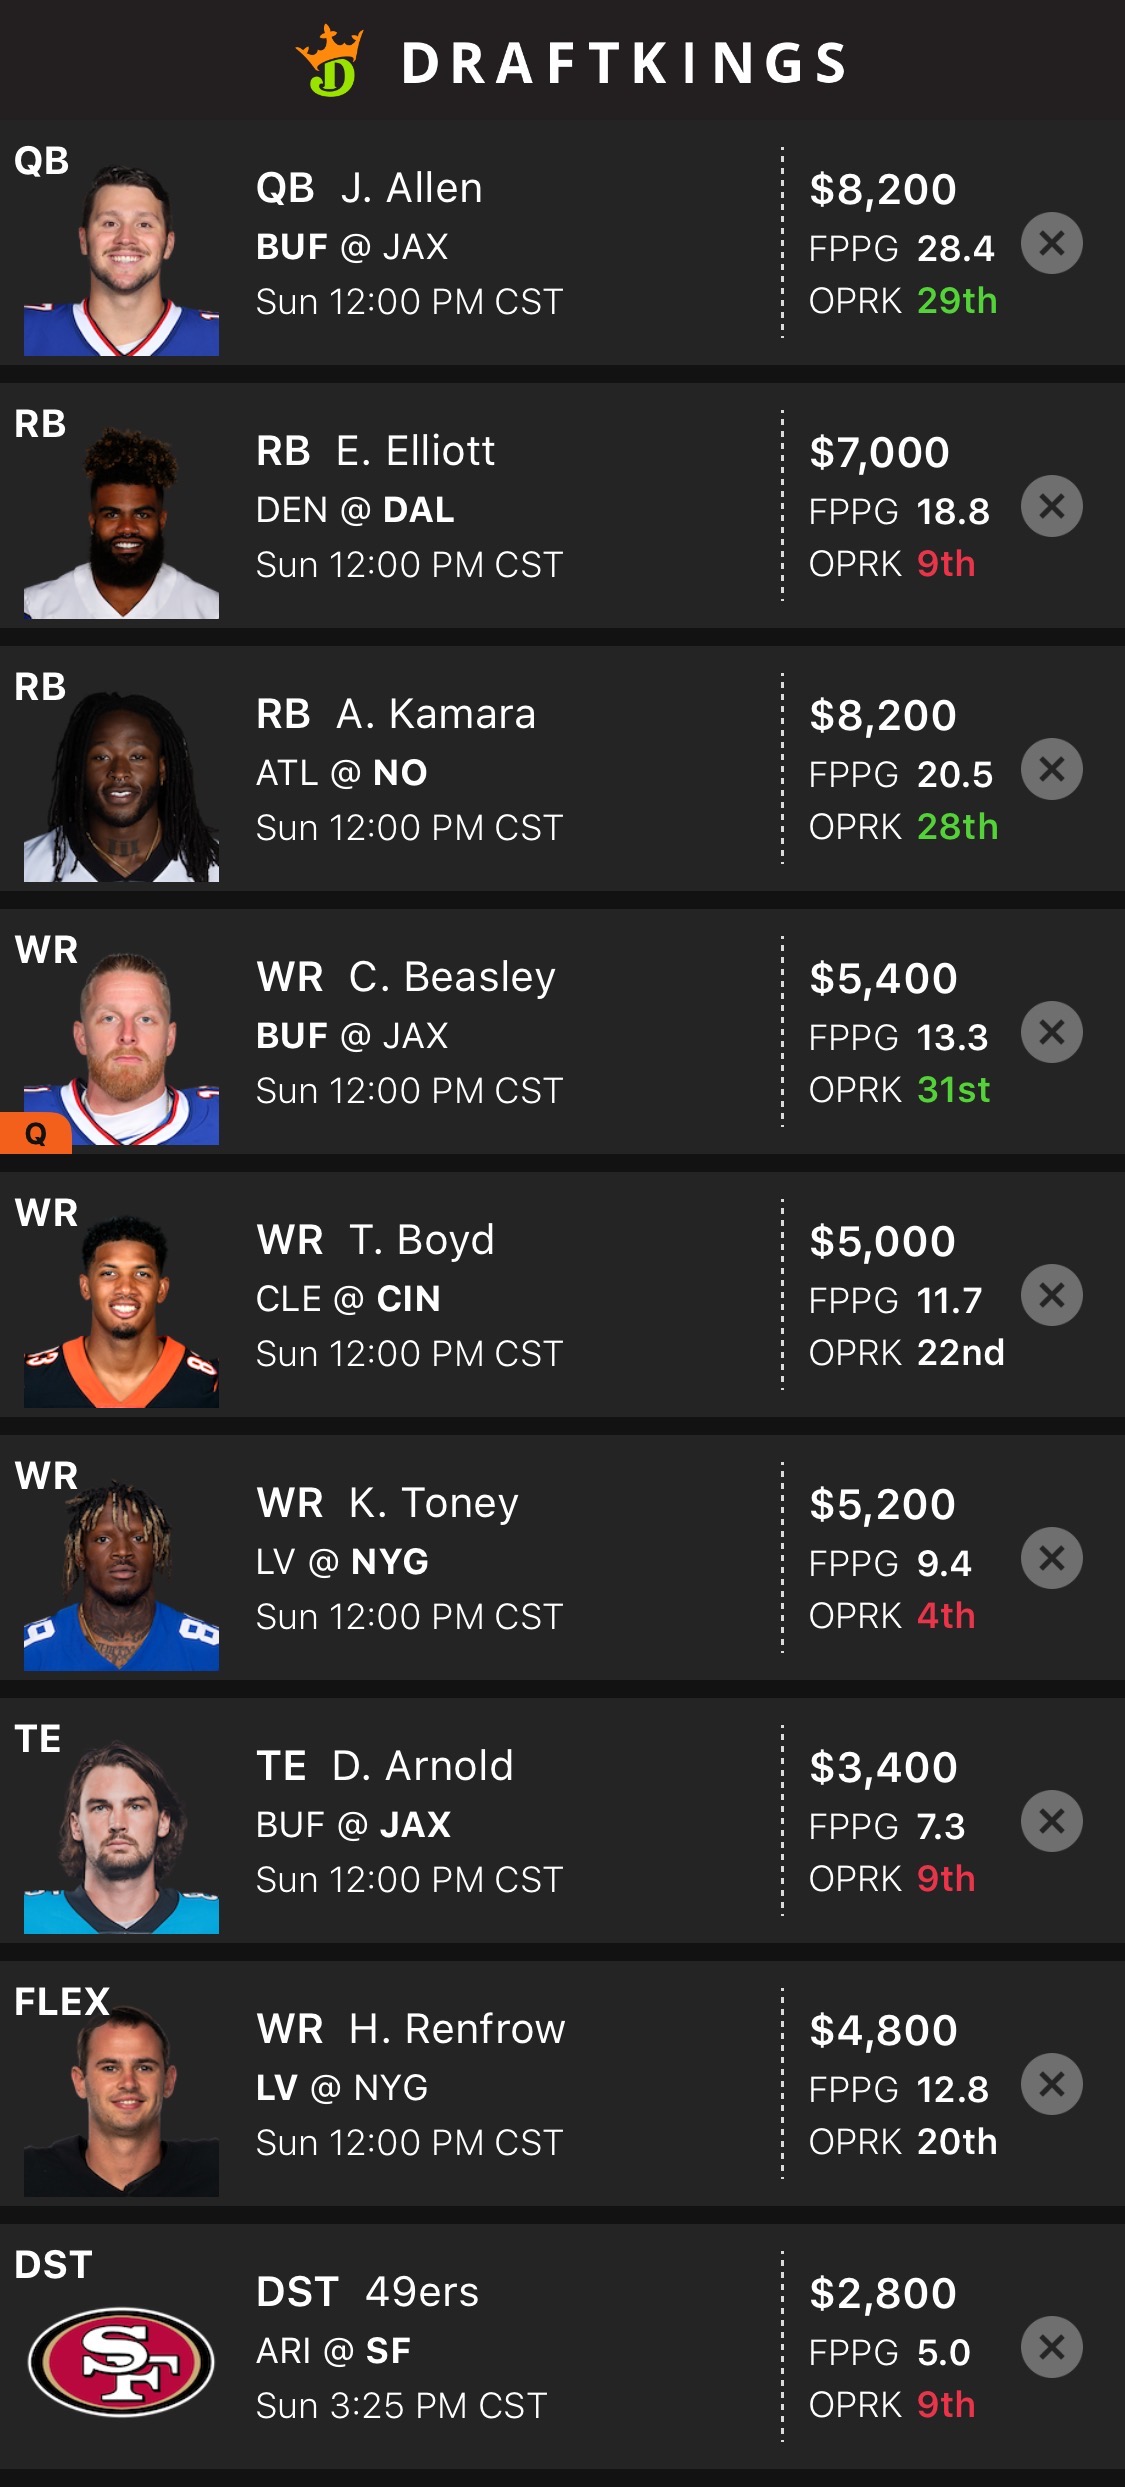 DRAFTKINGS
QB
QB J. Allen
BUF @ JAX
Sun 12:00 PM CST
$8,200
FPPG 28.4
OPRK 29th
RB
RB E. Elliott
DEN @ DAL
Sun 12:00 PM CST
$7,000
FPPG 18.8
OPRK 9th
RB
RB A. Kamara
ATL @ NO
Sun 12:00 PM CST
$8,200
FPPG 20.5
OPRK 28th
WR
Q
WR C. Beasley
BUF @ JAX
Sun 12:00 PM CST
$5,400
FPPG 13.3
OPRK 31st
WR
WR T. Boyd
CLE @ CIN
Sun 12:00 PM CST
$5,000
FPPG 11.7
OPRK 22nd
WR
WR K. Toney
LV @ NYG
Sun 12:00 PM CST
$5,200
FPPG 9.4
OPRK 4th
TE
TE D. Arnold
BUF @ JAX
Sun 12:00 PM CST
$3,400
FPPG 7.3
OPRK 9th
FLEX
WR H. Renfrow
LV @ NYG
Sun 12:00 PM CST
$4,800
FPPG 12.8
OPRK 20th
DST
SF
DST 49ers
ARI @ SF
Sun 3:25 PM CST
$2,800
FPPG 5.0
OPRK 9th